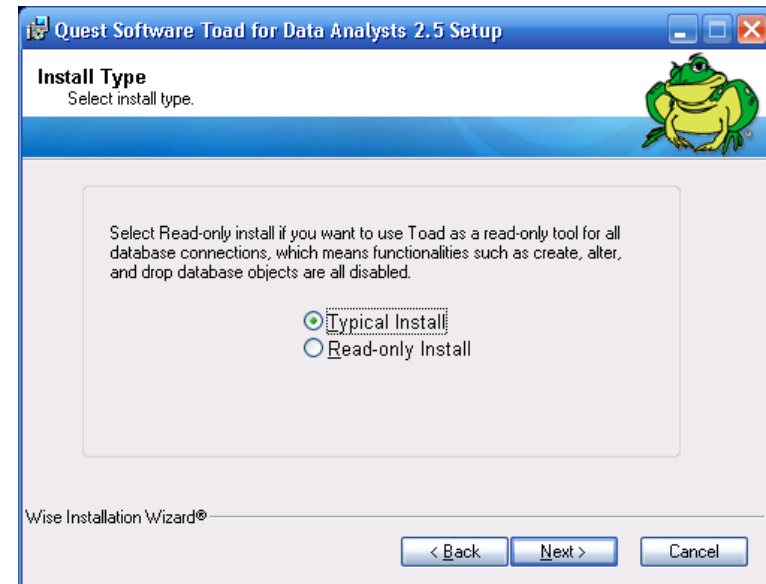 Quest Software Toad for Data Analysts 2.5 Setup
Install Type
Select install type.
Select Read-only install if you want to use Toad as a read-only tool for all
database connections, which means functionalities such as create, alter,
and drop database objects are all disabled.
Typical Install
Read-only Install
Wise Installation Wizard®
< Back
Next >
Cancel